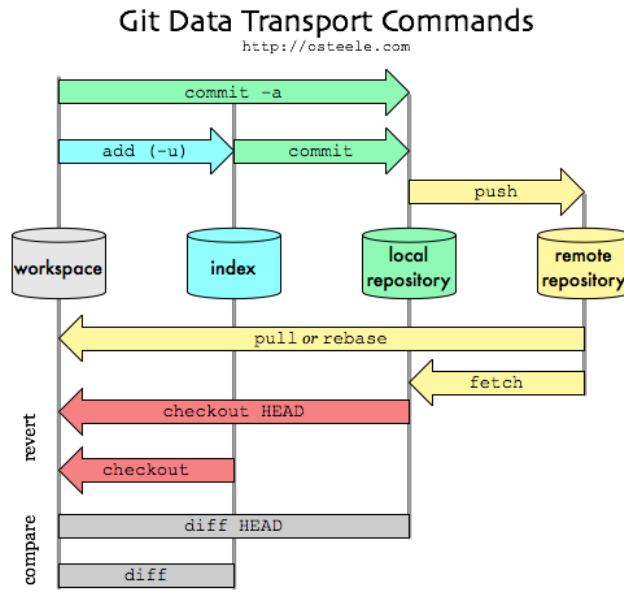 Git Data Transport Commands
http://osteele.com
commit -a
add (-u)
commit
push
workspace
index
local
repository
remote
repository
pull or rebase
fetch
revert
checkout HEAD
checkout
compare
diff HEAD
diff